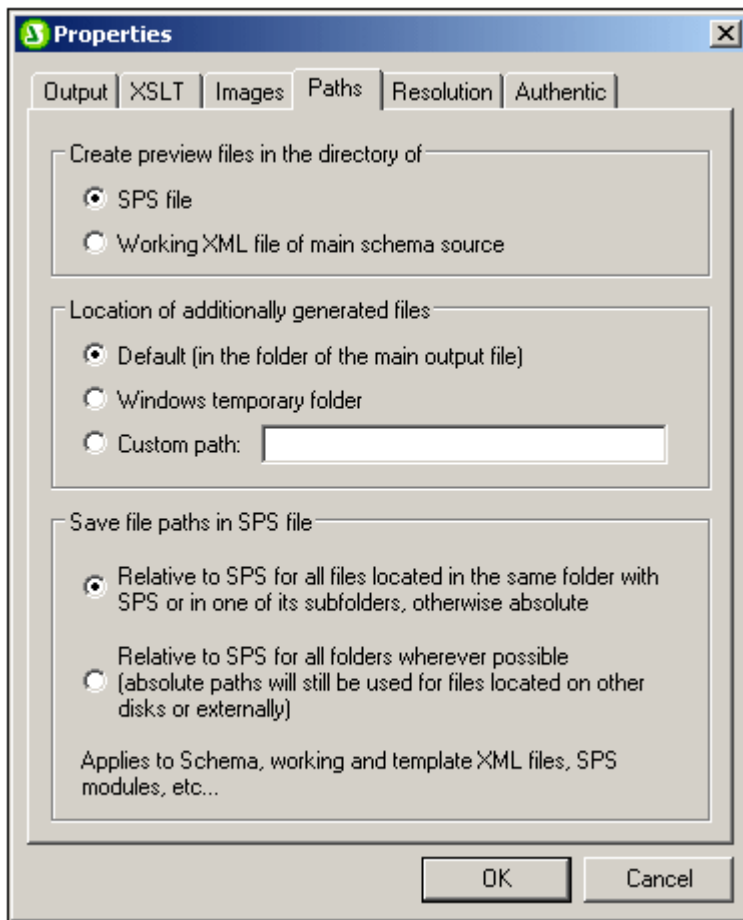 Properties
Output XSLT Images Paths Resolution Authentic
Create preview files in the directory of
SPS file
Working XML file of main schema source
Location of additionally generated files
Default (in the folder of the main output file)
Windows temporary folder
Custom path:
Save file paths in SPS file
Relative to SPS for all files located in the same folder with
SPS or in one of its subfolders, otherwise absolute
Relative to SPS for all folders wherever possible
(absolute paths will still be used for files located on other
disks or externally)
Applies to Schema, working and template XML files, SPS
modules, etc...
OK Cancel